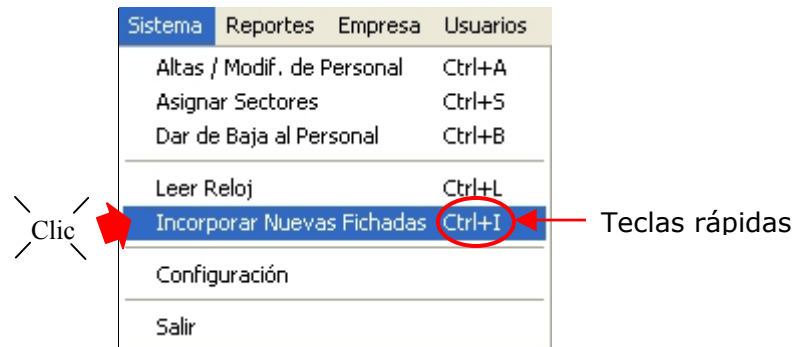 Sistema Reportes Empresa Usuarios
Altas / Modif. de Personal Ctrl+A
Asignar Sectores Ctrl+S
Dar de Baja al Personal Ctrl+B
Leer Reloj Ctrl+L
Clic Incorporar Nuevas Fichadas Ctrl+I Teclas rápidas
Configuración
Salir